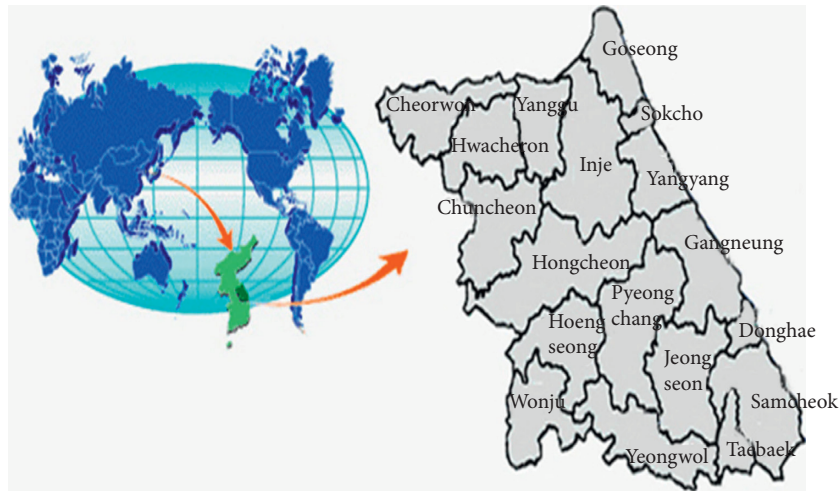 Goseong
Cheorwon
Yanggu
Sokcho
Hwacheron
Inje
Yangyang
Chuncheon
Gangneung
Hongcheon
Pyeong
chang
Hoeng
seong
Donghae
Jeong
seon
Wonju
Samcheok
Yeongwol
Taebaek